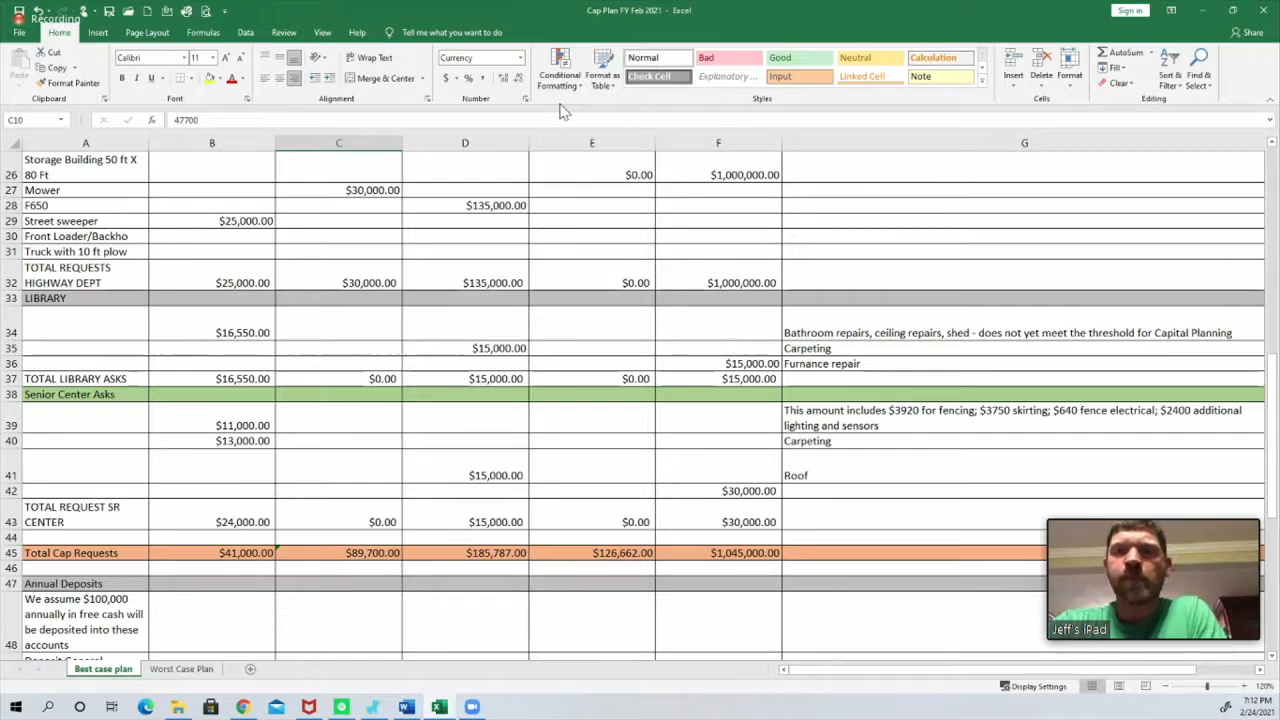 Recording
Cap Plan FY Feb 2021 - Excel
Sign in
File Home Insert Page Layout Formulas Data Review View Help Tell me what you want to do Share
Cut
Copy
Format Painter
Paste
Clipboard
Calibri 11
B I U
Font
Wrap Text
Merge & Center
Alignment
Currency
$ % ,
Number
Conditional Formatting
Format as Table
Normal Bad Good Neutral Calculation
Check Cell Explanatory ... Input Linked Cell Note
Styles
Insert Delete Format
Cells
AutoSum
Fill
Clear
Sort & Filter
Find & Select
Editing
C10 fx 47700
A B C D E F G
Storage Building 50 ft X
26 80 Ft $0.00 $1,000,000.00
27 Mower $30,000.00
28 F650 $135,000.00
29 Street sweeper $25,000.00
30 Front Loader/Backho
31 Truck with 10 ft plow
TOTAL REQUESTS
32 HIGHWAY DEPT $25,000.00 $30,000.00 $135,000.00 $0.00 $1,000,000.00
33 LIBRARY
34 $16,550.00 Bathroom repairs, ceiling repairs, shed - does not yet meet the threshold for Capital Planning
35 $15,000.00 Carpeting
36 $15,000.00 Furnance repair
37 TOTAL LIBRARY ASKS $16,550.00 $0.00 $15,000.00 $0.00 $15,000.00
38 Senior Center Asks
This amount includes $3920 for fencing; $3750 skirting; $640 fence electrical; $2400 additional
39 $11,000.00 lighting and sensors
40 $13,000.00 Carpeting
41 $15,000.00 Roof
42 $30,000.00
TOTAL REQUEST SR
43 CENTER $24,000.00 $0.00 $15,000.00 $0.00 $30,000.00
44
45 Total Cap Requests $41,000.00 $89,700.00 $185,787.00 $126,662.00 $1,045,000.00
46
47 Annual Deposits
We assume $100,000
annually in free cash will
be deposited into these
48 accounts
Jeff's iPad
Best case plan Worst Case Plan
Display Settings 120%
7:12 PM
2/24/2021